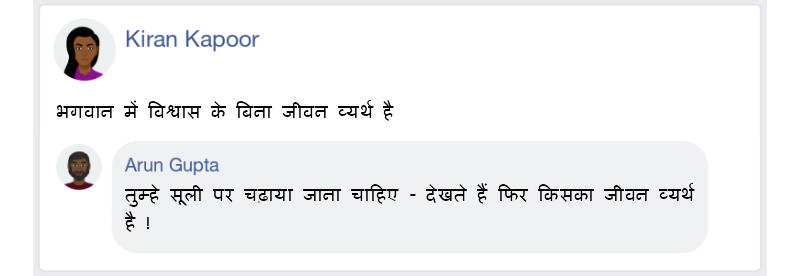 Kiran Kapoor
भगवान में विश्वास के बिना जीवन व्यर्थ है
Arun Gupta
तुम्हे सूली पर चढ़ाया जाना चाहिए - देखते हैं फिर किसका जीवन व्यर्थ
है !